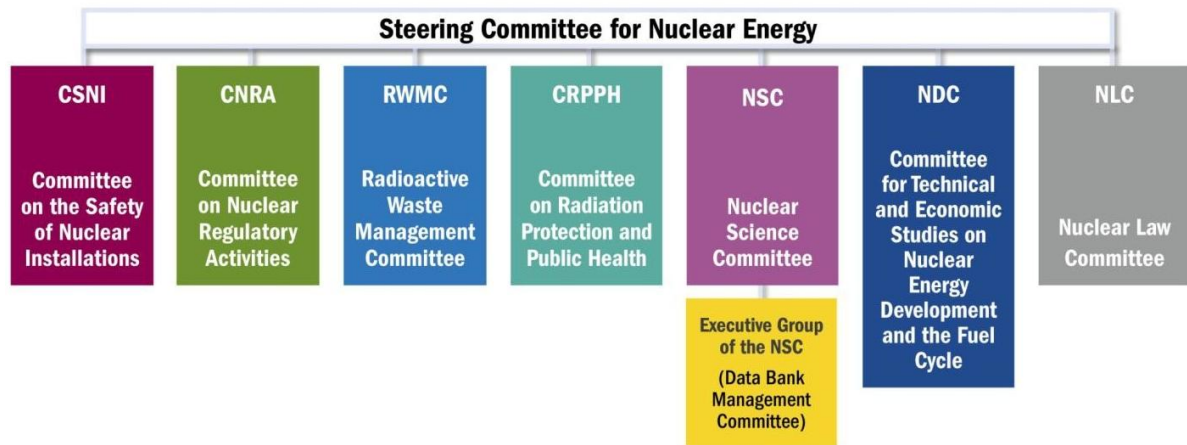 Steering Committee for Nuclear Energy
CSNI
Committee
on the Safety
of Nuclear
Installations
CNRA
Committee
on Nuclear
Regulatory
Activities
RWMC
Radioactive
Waste
Management
Committee
CRPPH
Committee
on Radiation
Protection and
Public Health
NSC
Nuclear
Science
Committee
Executive Group
of the NSC
(Data Bank
Management
Committee)
NDC
Committee
for Technical
and Economic
Studies on
Nuclear
Energy
Development
and the Fuel
Cycle
NLC
Nuclear Law
Committee